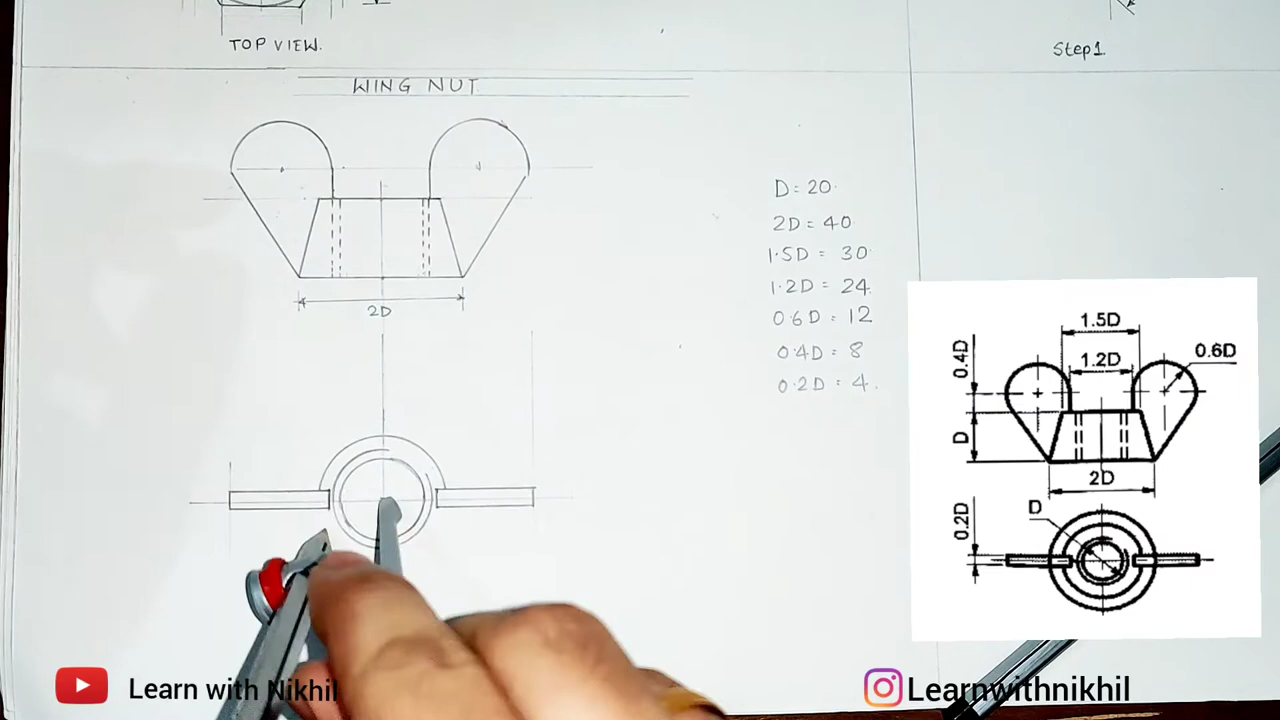 TOP VIEW.
Step1
WING NUT
D = 20.
2D = 40
1.5D = 30
1.2D = 24.
0.6D = 12
0.4D = 8
0.2D = 4.
2D
1.5D
1.2D
0.6D
0.4D
D
2D
D
0.2D
Learn with Nikhil
Learnwithnikhil